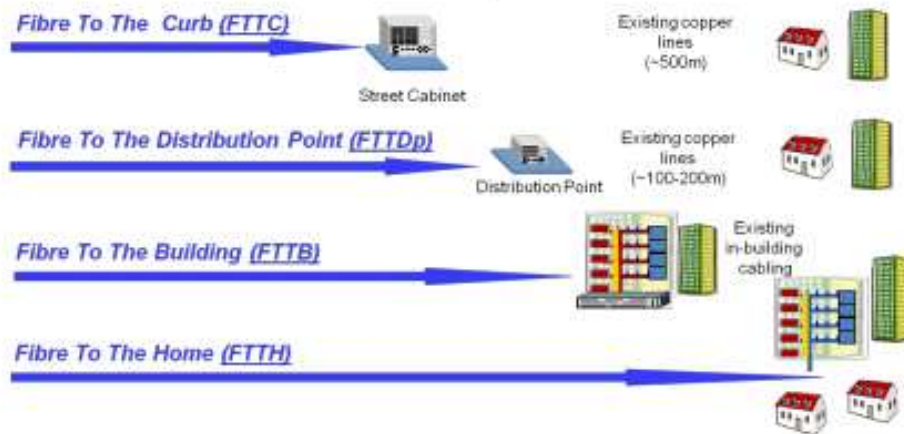 Fibre To The Curb (FTTC)
Existing copper
lines
(~500m)
Street Cabinet
Fibre To The Distribution Point (FTTDp)
Existing copper
lines
(~100-200m)
Distribution Point
Fibre To The Building (FTTB)
Existing
in-building
cabling
Fibre To The Home (FTTH)